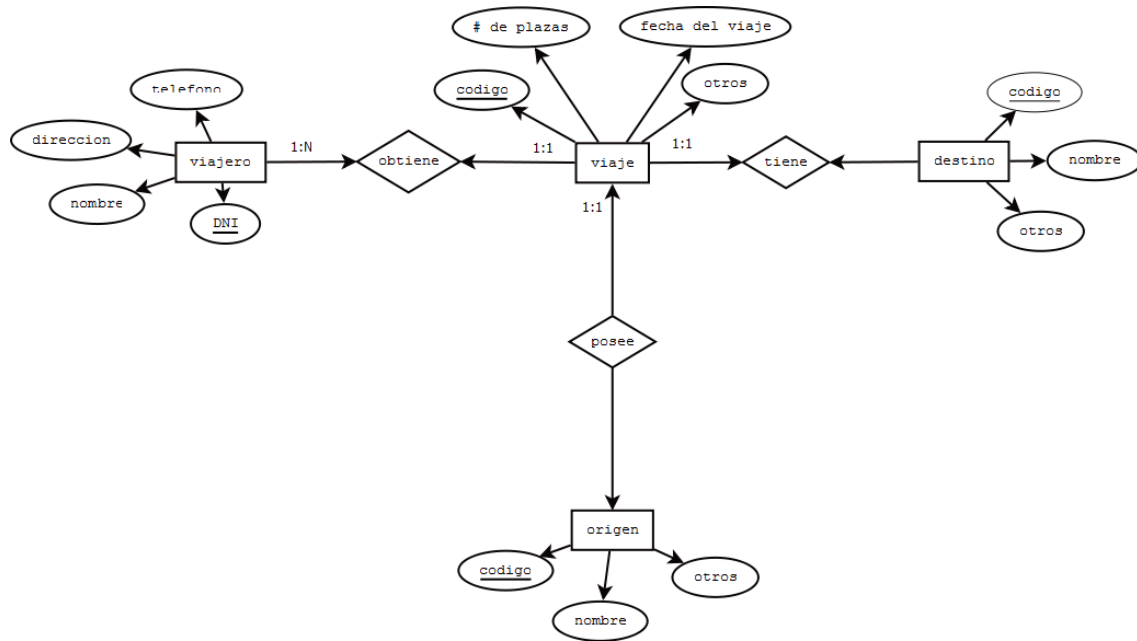 # de plazas
fecha del viaje
telefono
codigo
otros
codigo
direccion
viajero
1:N
obtiene
1:1
viaje
1:1
tiene
destino
nombre
nombre
DNI
1:1
otros
posee
origen
codigo
otros
nombre